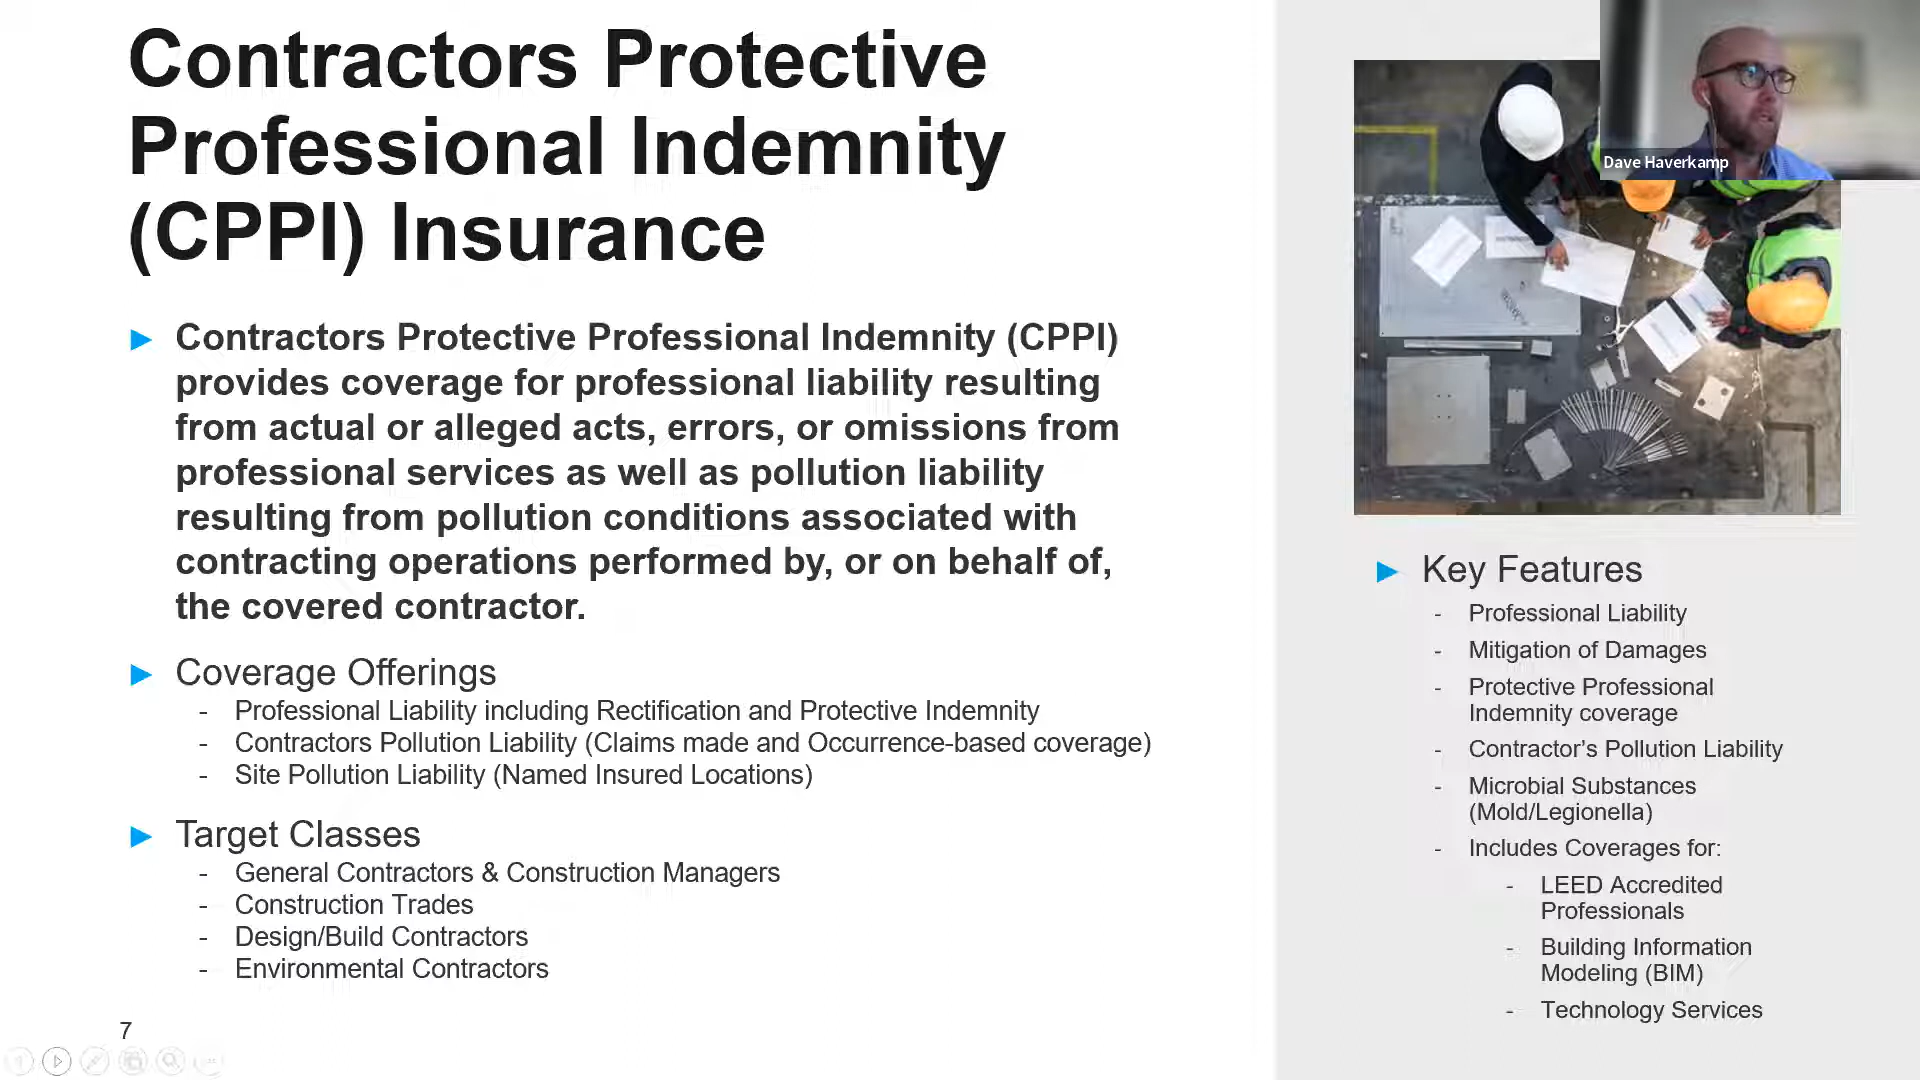 Contractors Protective
Professional Indemnity
(CPPI) Insurance
Contractors Protective Professional Indemnity (CPPI)
provides coverage for professional liability resulting
from actual or alleged acts, errors, or omissions from
professional services as well as pollution liability
resulting from pollution conditions associated with
contracting operations performed by, or on behalf of,
the covered contractor.
Coverage Offerings
- Professional Liability including Rectification and Protective Indemnity
- Contractors Pollution Liability (Claims made and Occurrence-based coverage)
- Site Pollution Liability (Named Insured Locations)
Target Classes
- General Contractors & Construction Managers
- Construction Trades
- Design/Build Contractors
- Environmental Contractors
7
Dave Haverkamp
Key Features
- Professional Liability
- Mitigation of Damages
- Protective Professional
Indemnity coverage
- Contractor's Pollution Liability
- Microbial Substances
(Mold/Legionella)
- Includes Coverages for:
- LEED Accredited
Professionals
- Building Information
Modeling (BIM)
- Technology Services